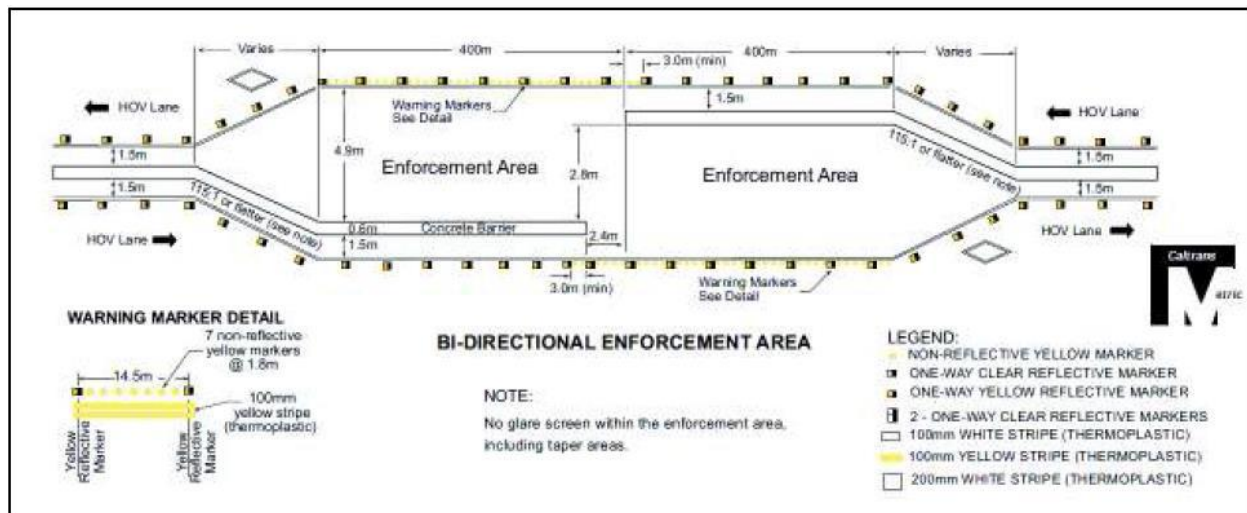 Varies
400m
400m
Varies
3.0m (min)
HOV Lane
Warning Markers
See Detail
1.5m
HOV Lane
1.5m
4.9m
Enforcement Area
2.8m
Enforcement Area
115:1 or flatter (see note)
1.5m
1.5m
115:1 or flatter (see note)
0.6m
Concrete Barrier
1.5m
HOV Lane
1.5m
2.4m
HOV Lane
3.0m (min)
Warning Markers
See Detail
Caltrans
Metric
WARNING MARKER DETAIL
7 non-reflective
yellow markers
@ 1.8m
14.5m
100mm
yellow stripe
(thermoplastic)
Yellow
Reflective
Marker
Yellow
Reflective
Marker
BI-DIRECTIONAL ENFORCEMENT AREA
NOTE:
No glare screen within the enforcement area,
including taper areas.
LEGEND:
NON-REFLECTIVE YELLOW MARKER
ONE-WAY CLEAR REFLECTIVE MARKER
ONE-WAY YELLOW REFLECTIVE MARKER
2 - ONE-WAY CLEAR REFLECTIVE MARKERS
100mm WHITE STRIPE (THERMOPLASTIC)
100mm YELLOW STRIPE (THERMOPLASTIC)
200mm WHITE STRIPE (THERMOPLASTIC)